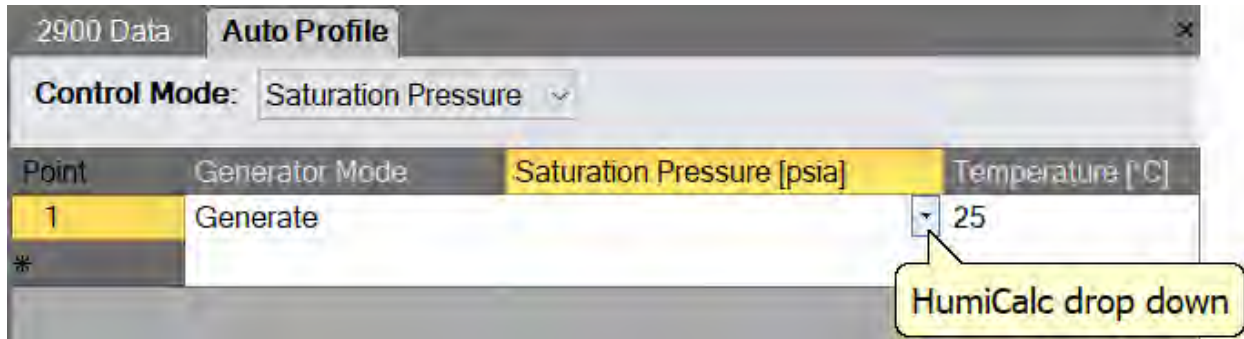 2900 Data Auto Profile ×
Control Mode: Saturation Pressure
Point Generator Mode Saturation Pressure [psia] Temperature [°C]
1 Generate 25
*
HumiCalc drop down